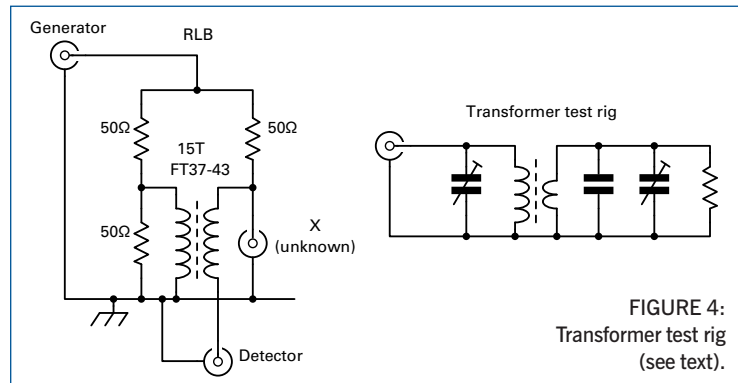 Generator
RLB
50Ω
50Ω
15T
FT37-43
50Ω
X
(unknown)
Detector
Transformer test rig
FIGURE 4:
Transformer test rig
(see text).